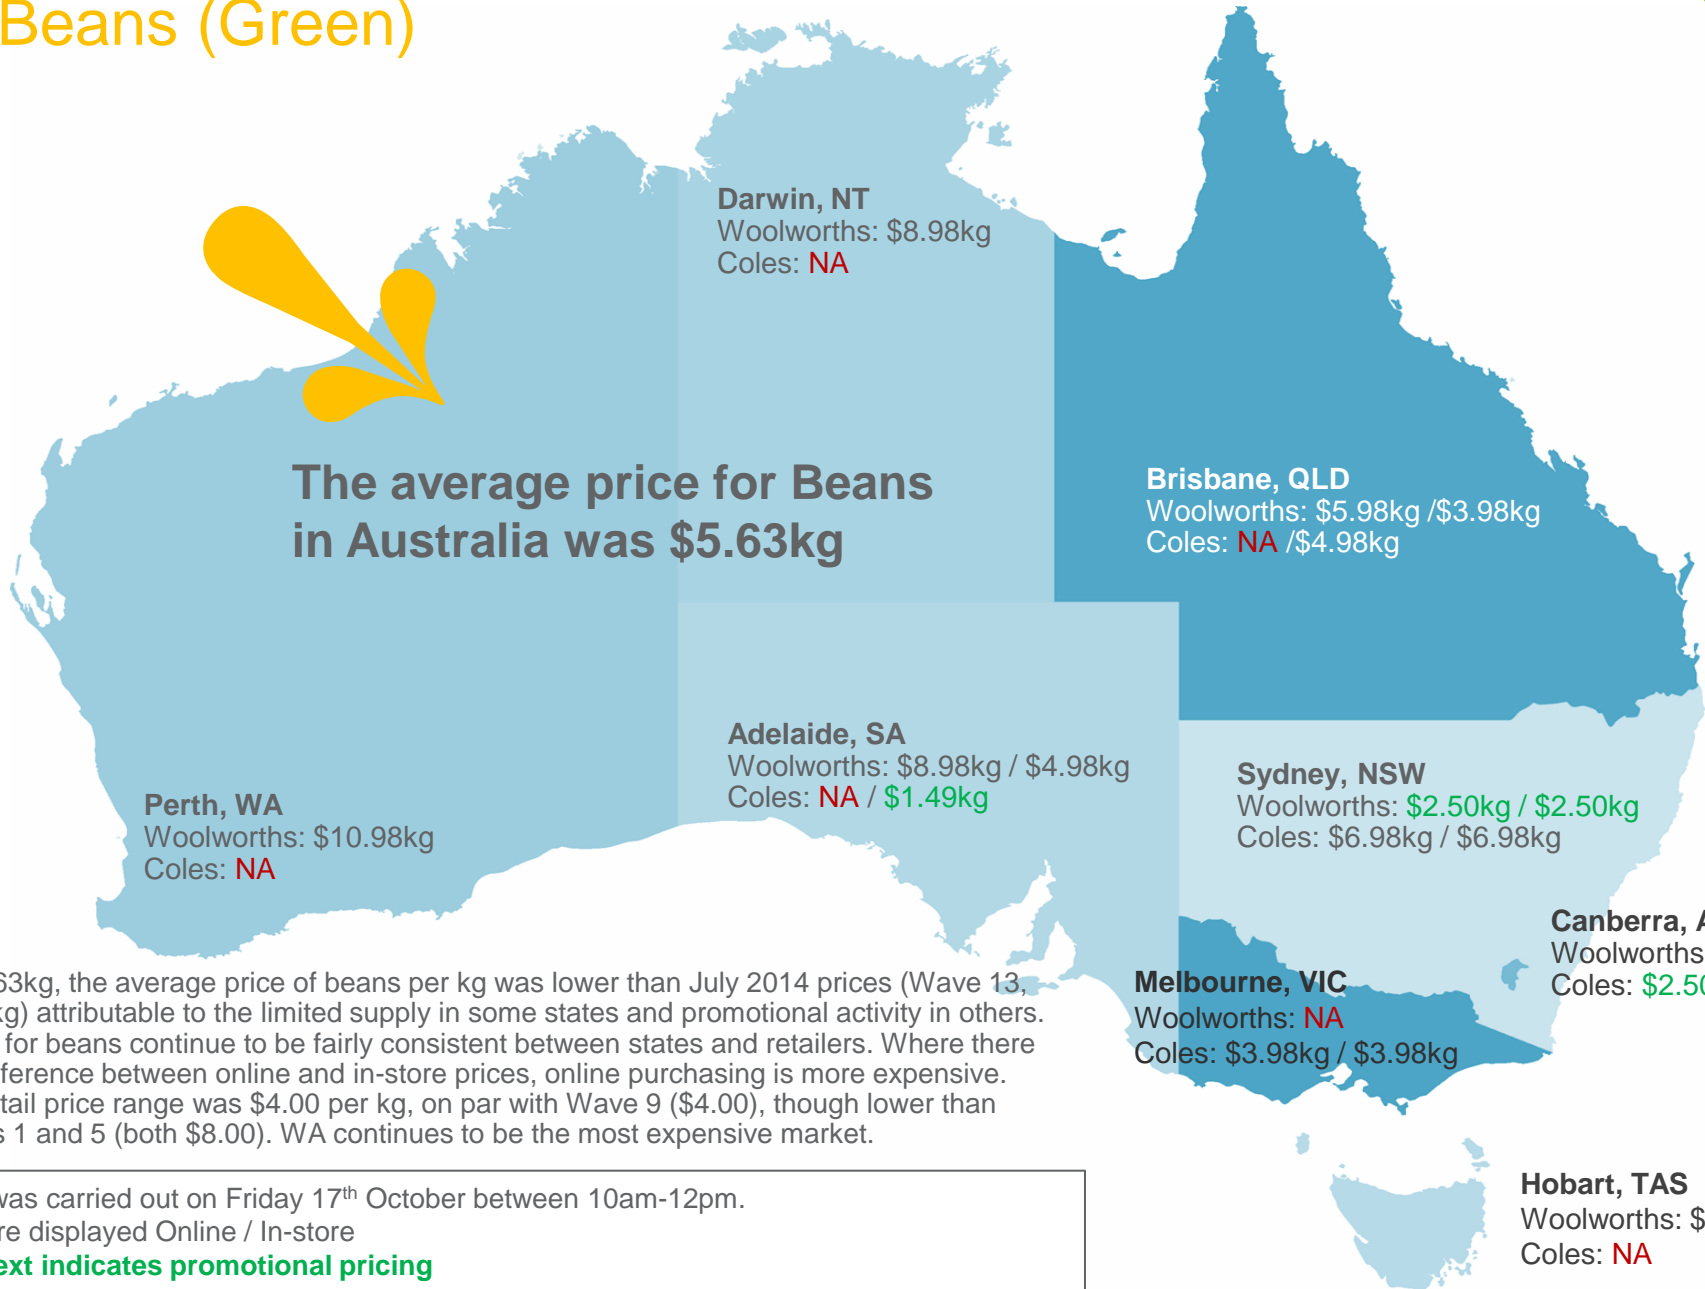 Beans (Green)
Darwin, NT
Woolworths: $8.98kg
Coles: NA
The average price for Beans
in Australia was $5.63kg
Brisbane, QLD
Woolworths: $5.98kg /$3.98kg
Coles: NA /$4.98kg
Adelaide, SA
Woolworths: $8.98kg / $4.98kg
Coles: NA / $1.49kg
Sydney, NSW
Woolworths: $2.50kg / $2.50kg
Coles: $6.98kg / $6.98kg
Perth, WA
Woolworths: $10.98kg
Coles: NA
Canberra,
Woolworths
Coles: $2.50
Melbourne, VIC
Woolworths: NA
Coles: $3.98kg / $3.98kg
63kg, the average price of beans per kg was lower than July 2014 prices (Wave 13,
kg) attributable to the limited supply in some states and promotional activity in others.
for beans continue to be fairly consistent between states and retailers. Where there
ference between online and in-store prices, online purchasing is more expensive.
tail price range was $4.00 per kg, on par with Wave 9 ($4.00), though lower than
s 1 and 5 (both $8.00). WA continues to be the most expensive market.
was carried out on Friday 17th October between 10am-12pm.
re displayed Online / In-store
ext indicates promotional pricing
Hobart, TAS
Woolworths: $
Coles: NA